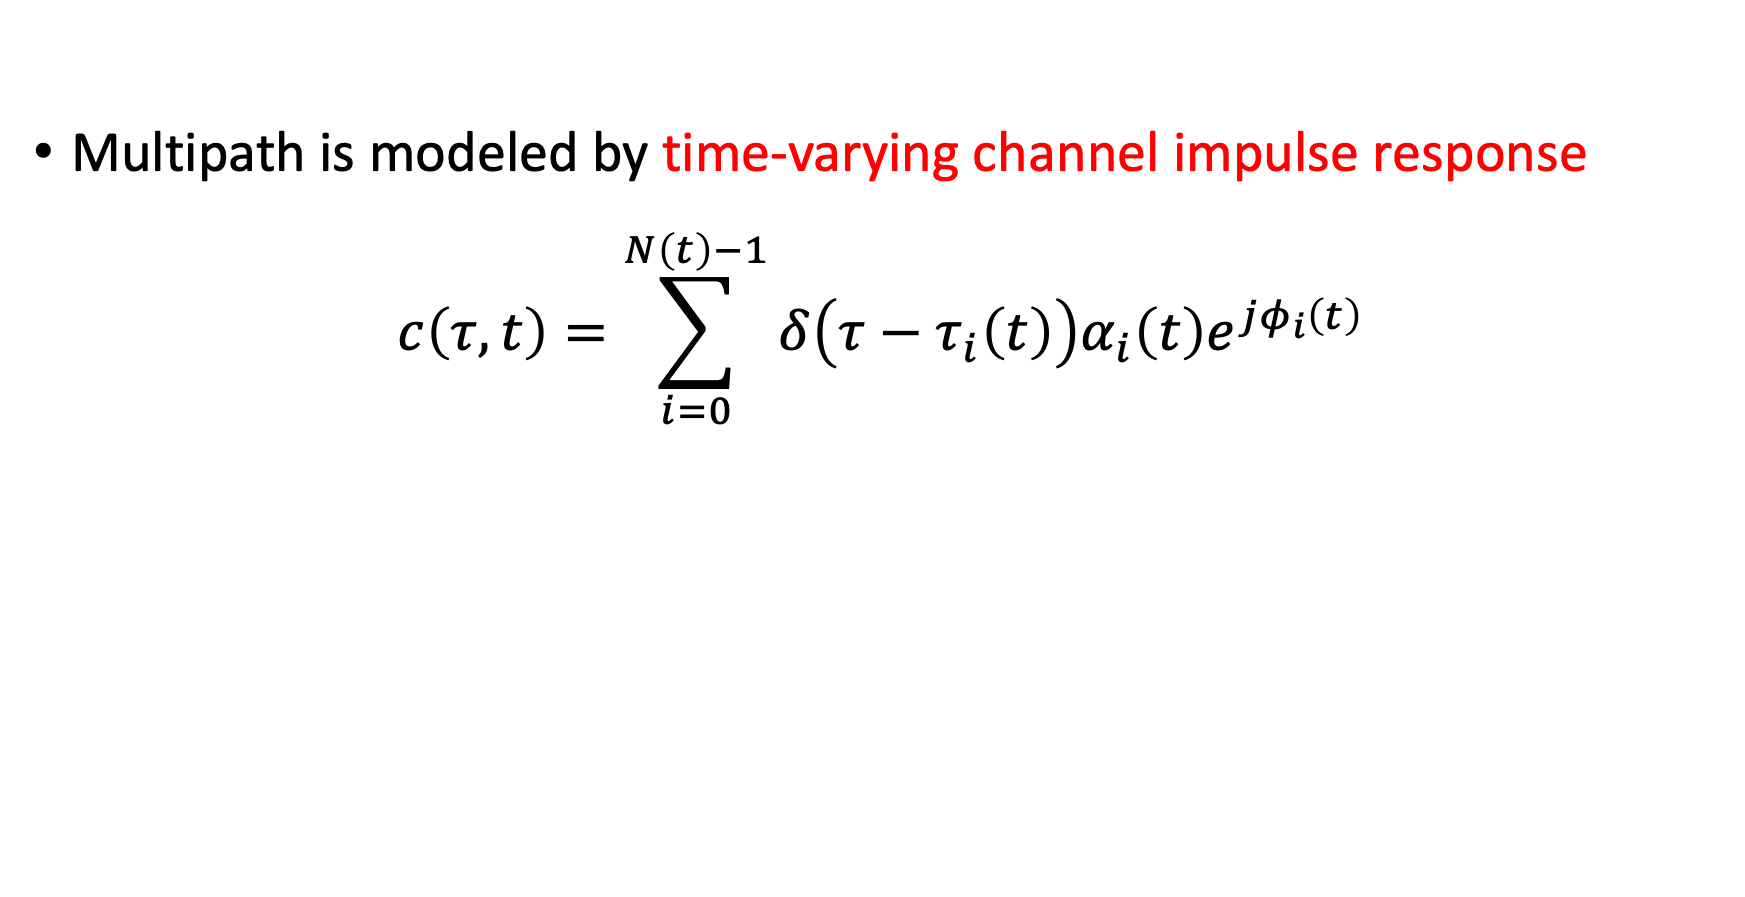 • Multipath is modeled by time-varying channel impulse response
c(τ, t) = ∑_{i=0}^{N(t)−1} δ(τ − τ_i(t))α_i(t)e^{jϕ_i(t)}